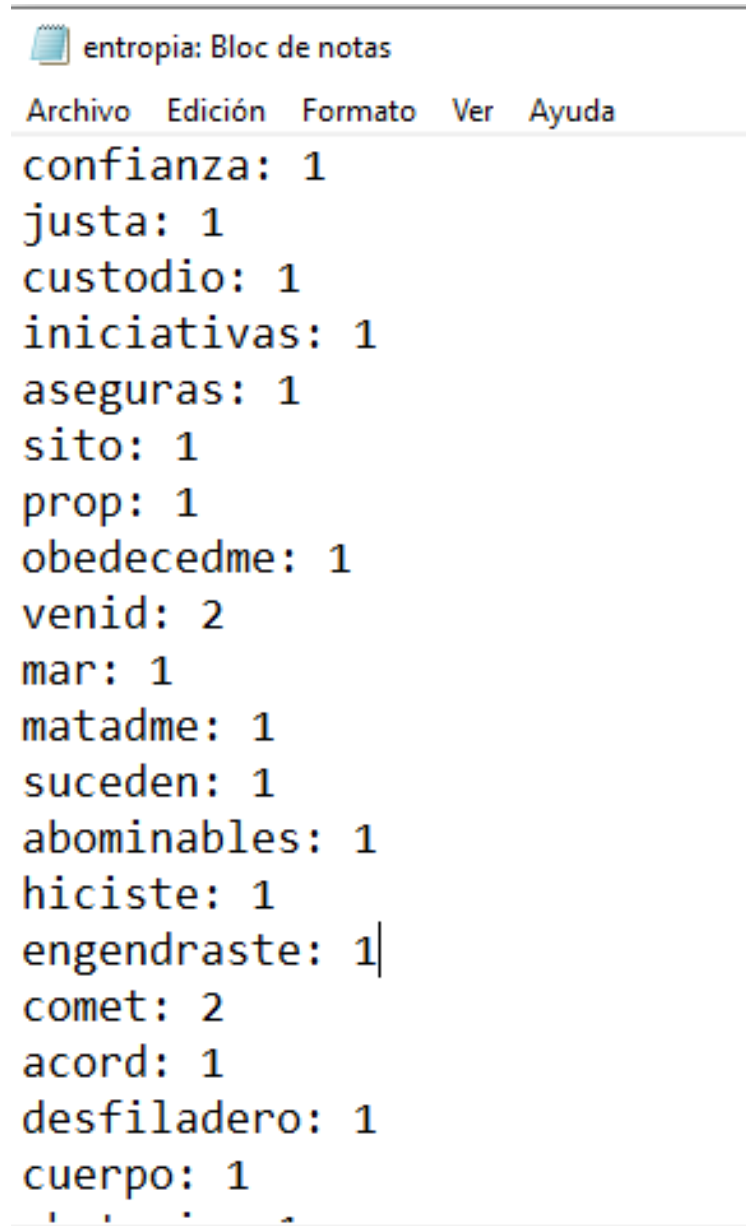 entropia: Bloc de notas
Archivo Edición Formato Ver Ayuda
confianza: 1
justa: 1
custodio: 1
iniciativas: 1
aseguras: 1
sito: 1
prop: 1
obedecedme: 1
venid: 2
mar: 1
matadme: 1
suceden: 1
abominables: 1
hiciste: 1
engendraste: 1
comet: 2
acord: 1
desfiladero: 1
cuerpo: 1